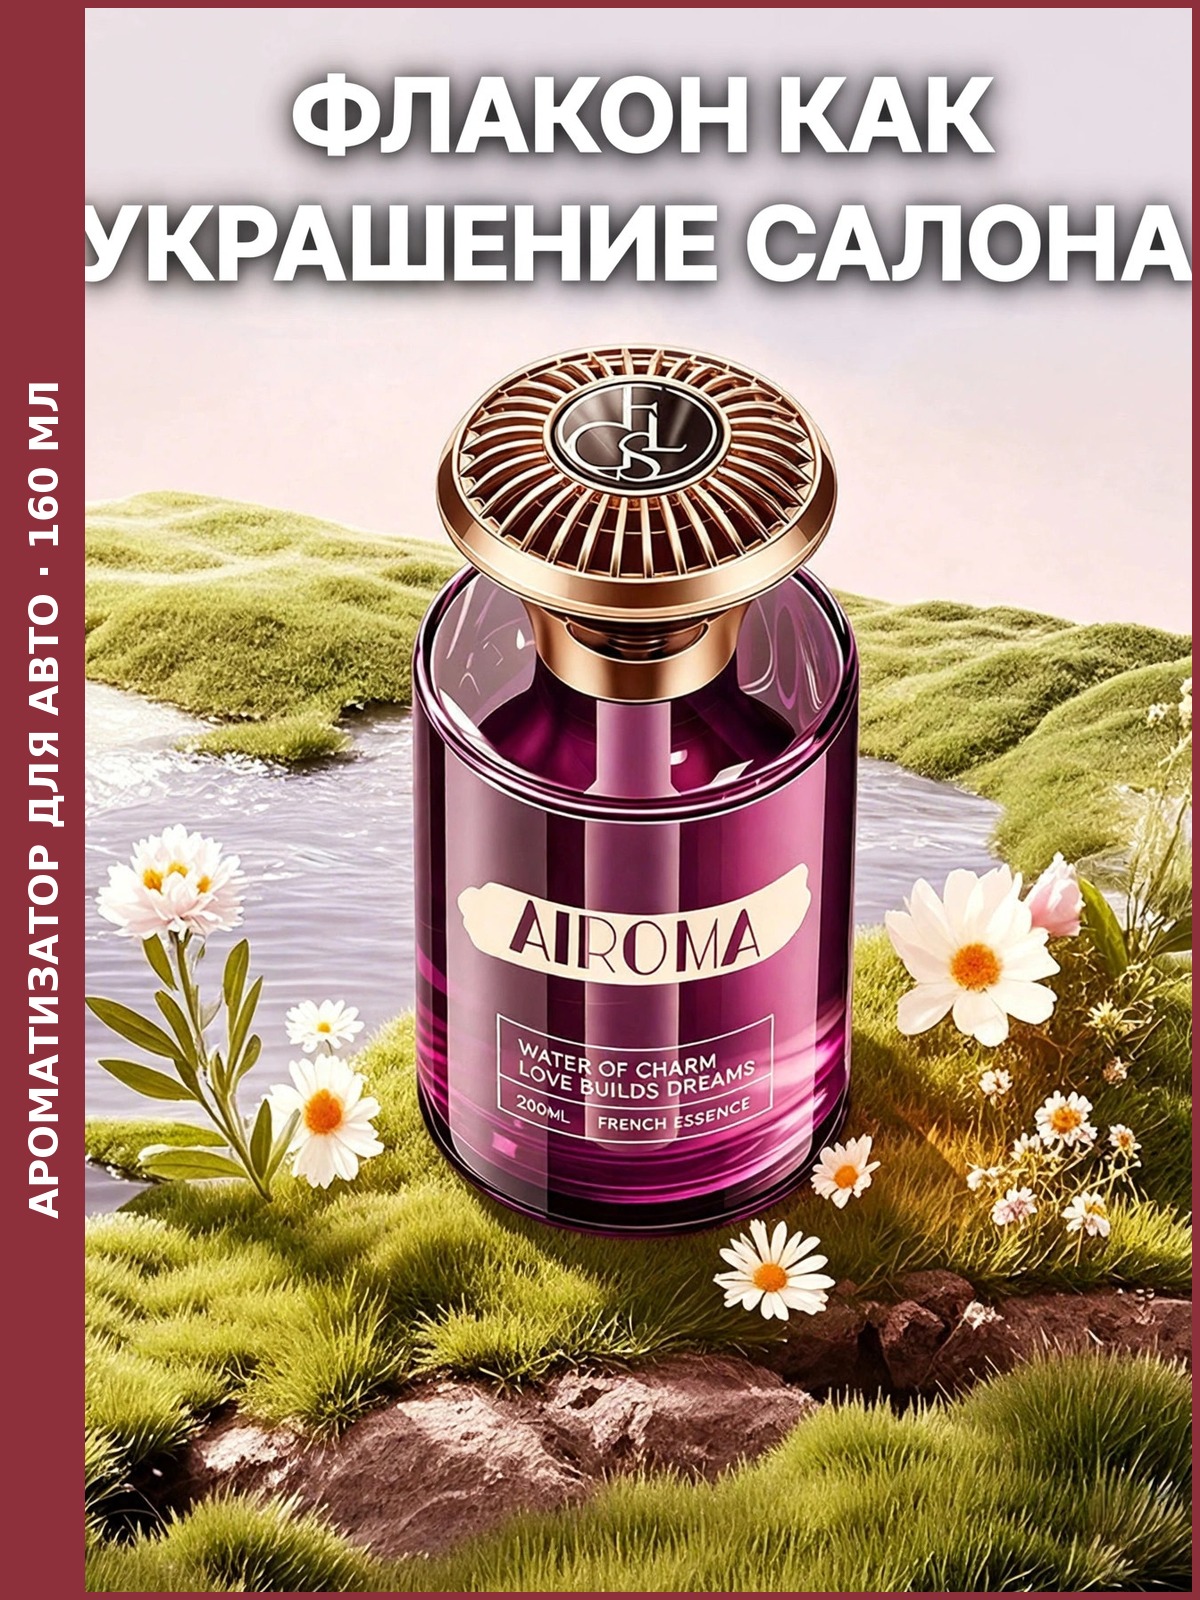 ФЛАКОН КАК
УКРАШЕНИЕ САЛОНА
АРОМАТИЗАТОР ДЛЯ АВТО · 160 МЛ
AIROMA
WATER OF CHARM
LOVE BUILDS DREAMS
200ML FRENCH ESSENCE